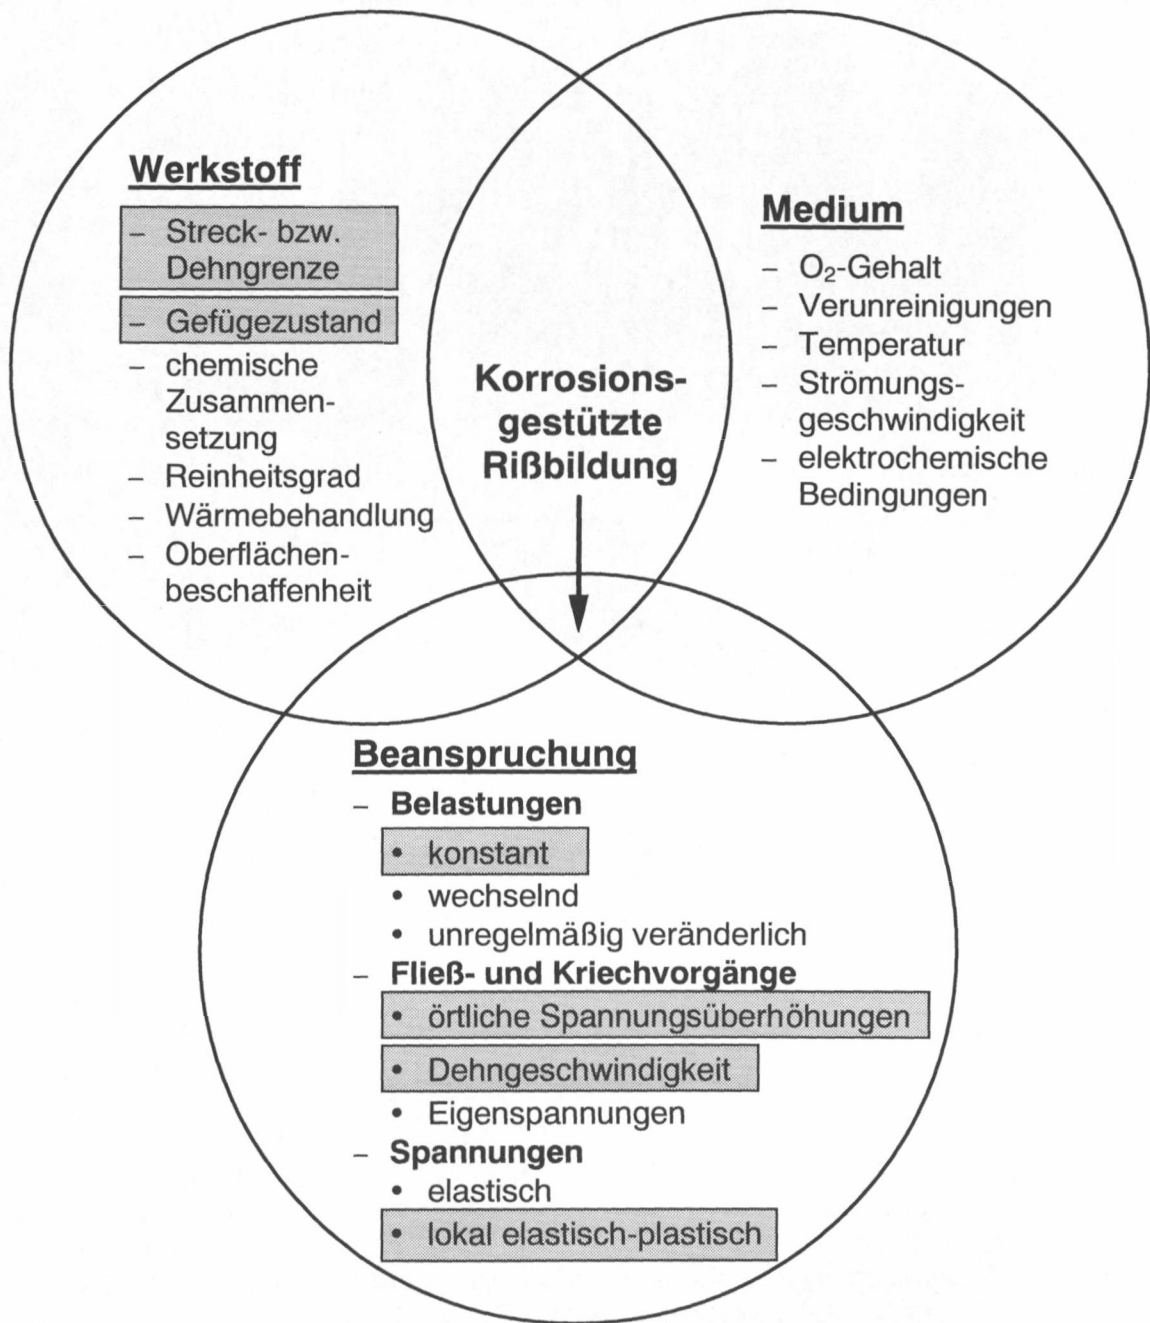 Werkstoff
– Streck- bzw.
Dehngrenze
– Gefügezustand
– chemische
Zusammen-
setzung
– Reinheitsgrad
– Wärmebehandlung
– Oberflächen-
beschaffenheit
Medium
– O₂-Gehalt
– Verunreinigungen
– Temperatur
– Strömungs-
geschwindigkeit
– elektrochemische
Bedingungen
Korrosions-
gestützte
Rißbildung
Beanspruchung
– Belastungen
• konstant
• wechselnd
• unregelmäßig veränderlich
– Fließ- und Kriechvorgänge
• örtliche Spannungsüberhöhungen
• Dehngeschwindigkeit
• Eigenspannungen
– Spannungen
• elastisch
• lokal elastisch-plastisch